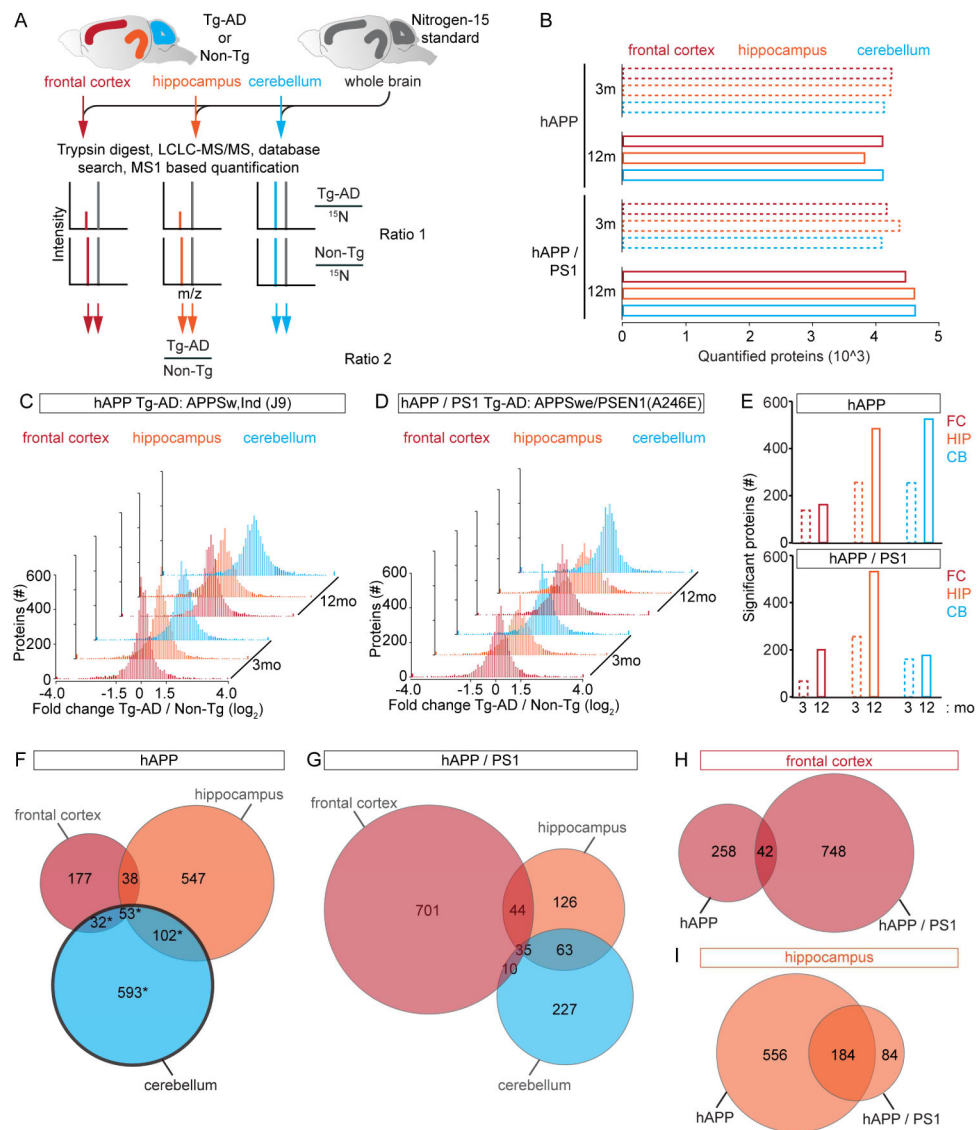 A
Tg-AD
or
Non-Tg
Nitrogen-15
standard
frontal cortex hippocampus cerebellum whole brain
Trypsin digest, LCLC-MS/MS, database
search, MS1 based quantification
Intensity
Tg-AD
15N
Ratio 1
Non-Tg
15N
m/z
Tg-AD
Non-Tg
Ratio 2
B
frontal cortex hippocampus cerebellum
hAPP
3m
12m
hAPP /
PS1
3m
12m
0 1 2 3 4 5
Quantified proteins (10^3)
C hAPP Tg-AD: APPSw,Ind (J9)
frontal cortex hippocampus cerebellum
600
400
200
0
Proteins (#)
12mo
3mo
-4.0 -1.5 0 1.5 4.0
Fold change Tg-AD / Non-Tg (log2)
D hAPP / PS1 Tg-AD: APPSwe/PSEN1(A246E)
frontal cortex hippocampus cerebellum
600
400
200
0
Proteins (#)
12mo
3mo
-4.0 -1.5 0 1.5 4.0
Fold change Tg-AD / Non-Tg (log2)
E
hAPP
600
400
200
0
FC
HIP
CB
Significant proteins (#)
hAPP / PS1
600
400
200
0
FC
HIP
CB
3 12 3 12 3 12 : mo
F hAPP
frontal cortex
hippocampus
177 38 547
32* 53*
102*
593*
cerebellum
G hAPP / PS1
frontal cortex
hippocampus
701 44 126
35 63
10
227
cerebellum
H frontal cortex
258 42 748
hAPP
hAPP / PS1
I hippocampus
556 184 84
hAPP
hAPP / PS1